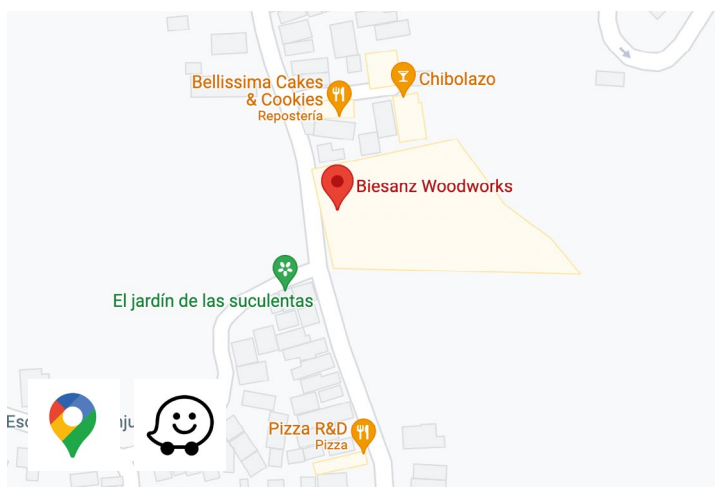 Bellissima Cakes
& Cookies
Repostería
Chibolazo
Biesanz Woodworks
El jardín de las suculentas
Pizza R&D
Pizza